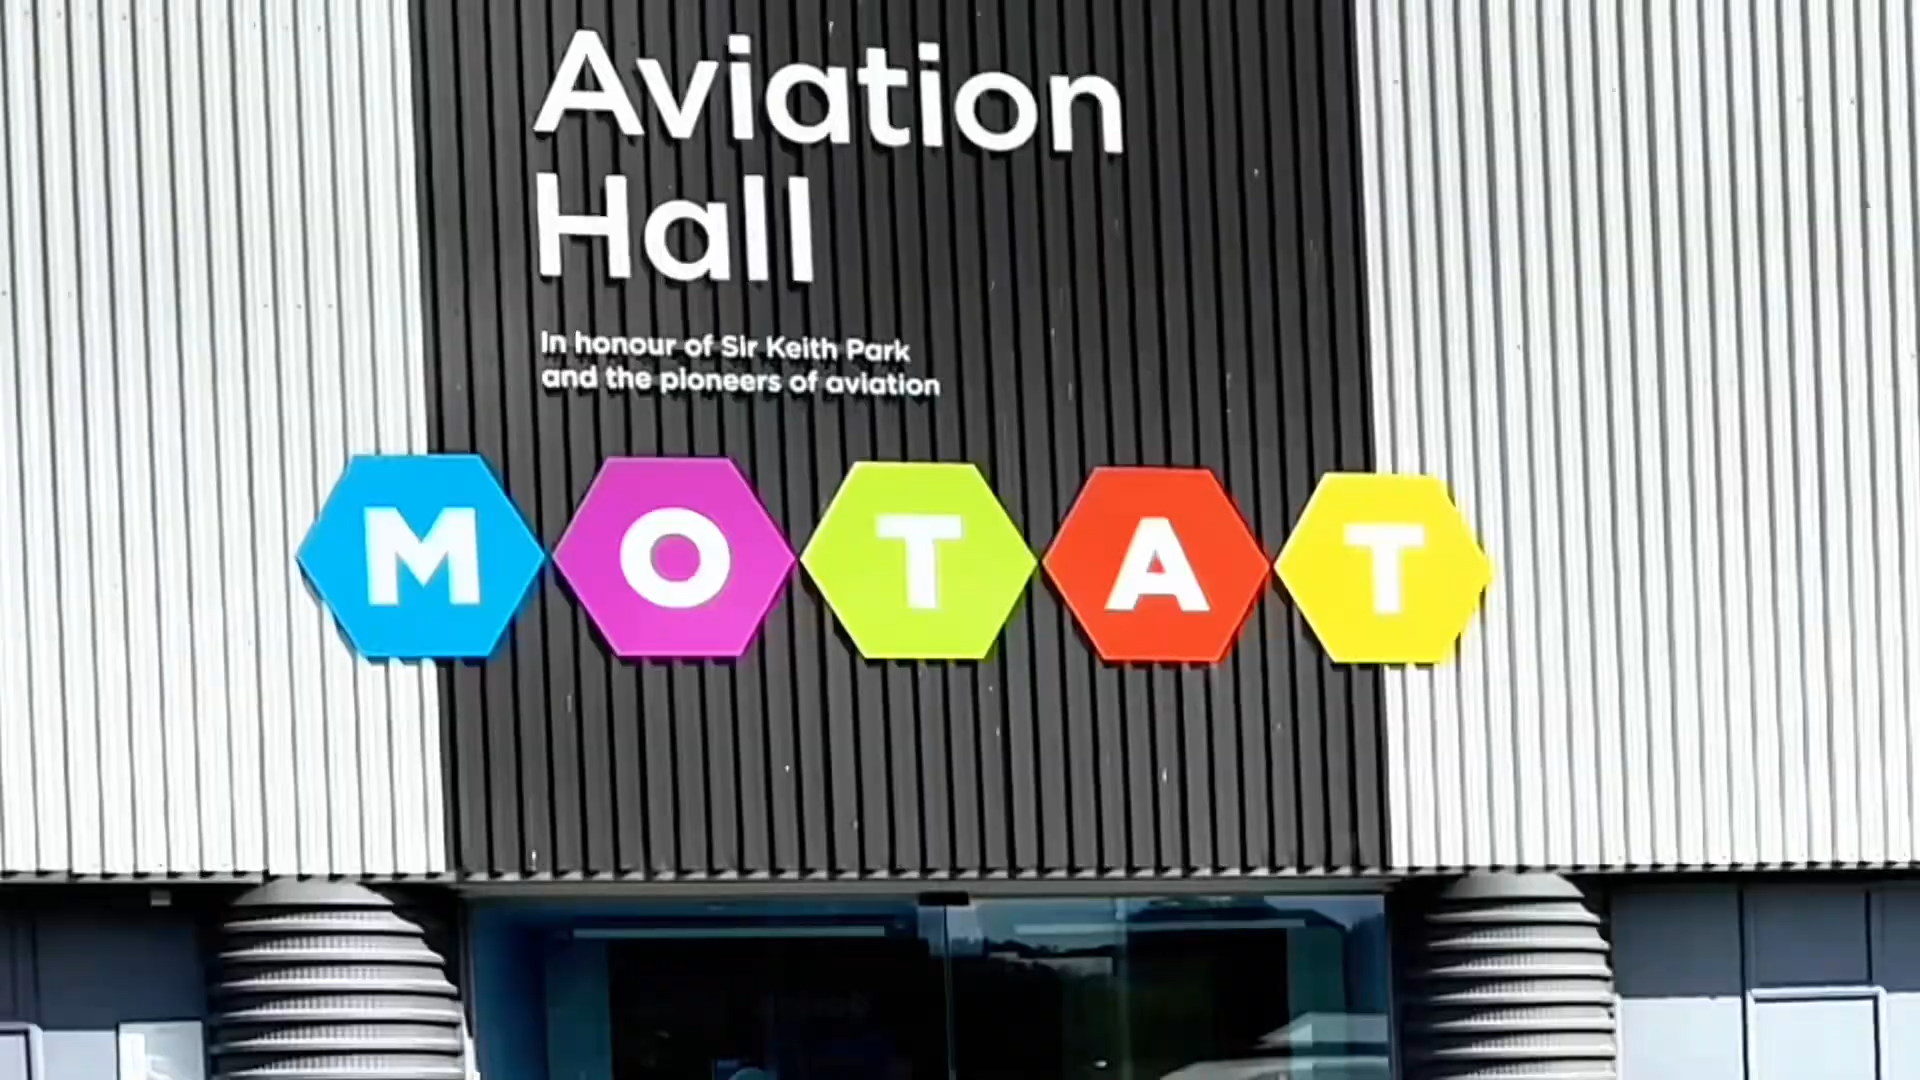 Aviation
Hall
In honour of Sir Keith Park
and the pioneers of aviation
MOTAT